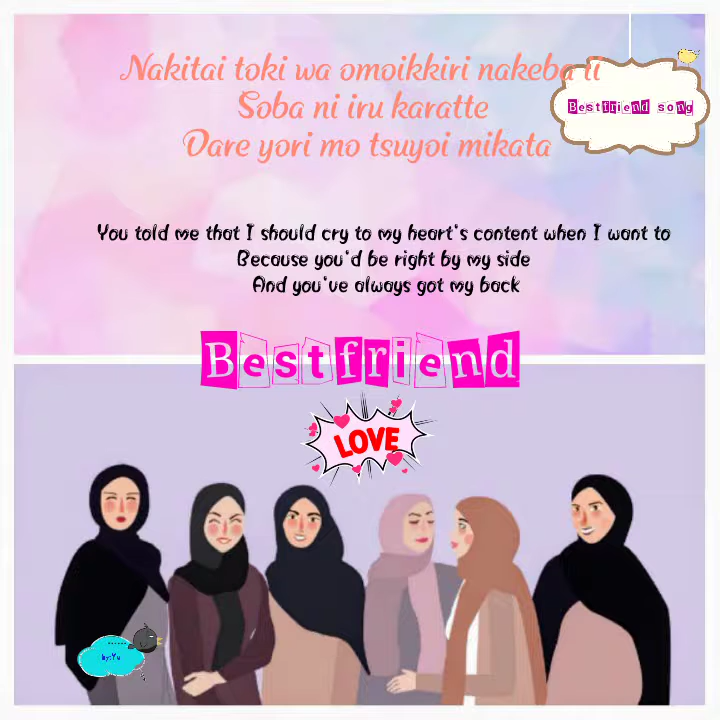 Nakitai toki wa omoikkiri nakeba ii
Soba ni iru karatte
Dare yori mo tsuyoi mikata
Bestfriend song
You told me that I should cry to my heart's content when I want to
Because you'd be right by my side
And you've always got my back
Bestfriend
LOVE
by:Yu